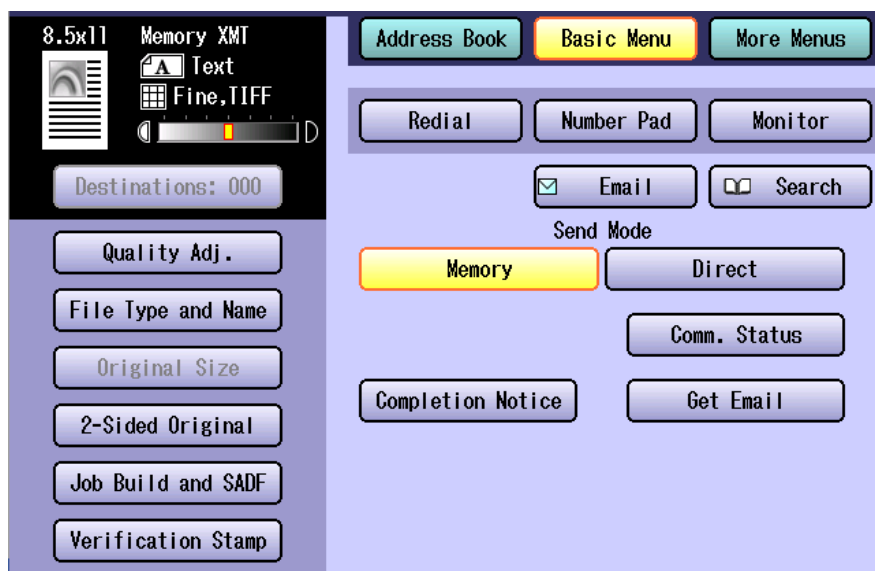 8.5x11 Memory XMT
A Text
Fine,TIFF
Destinations: 000
Quality Adj.
File Type and Name
Original Size
2-Sided Original
Job Build and SADF
Verification Stamp
Address Book Basic Menu More Menus
Redial Number Pad Monitor
Email Search
Send Mode
Memory Direct
Comm. Status
Completion Notice Get Email